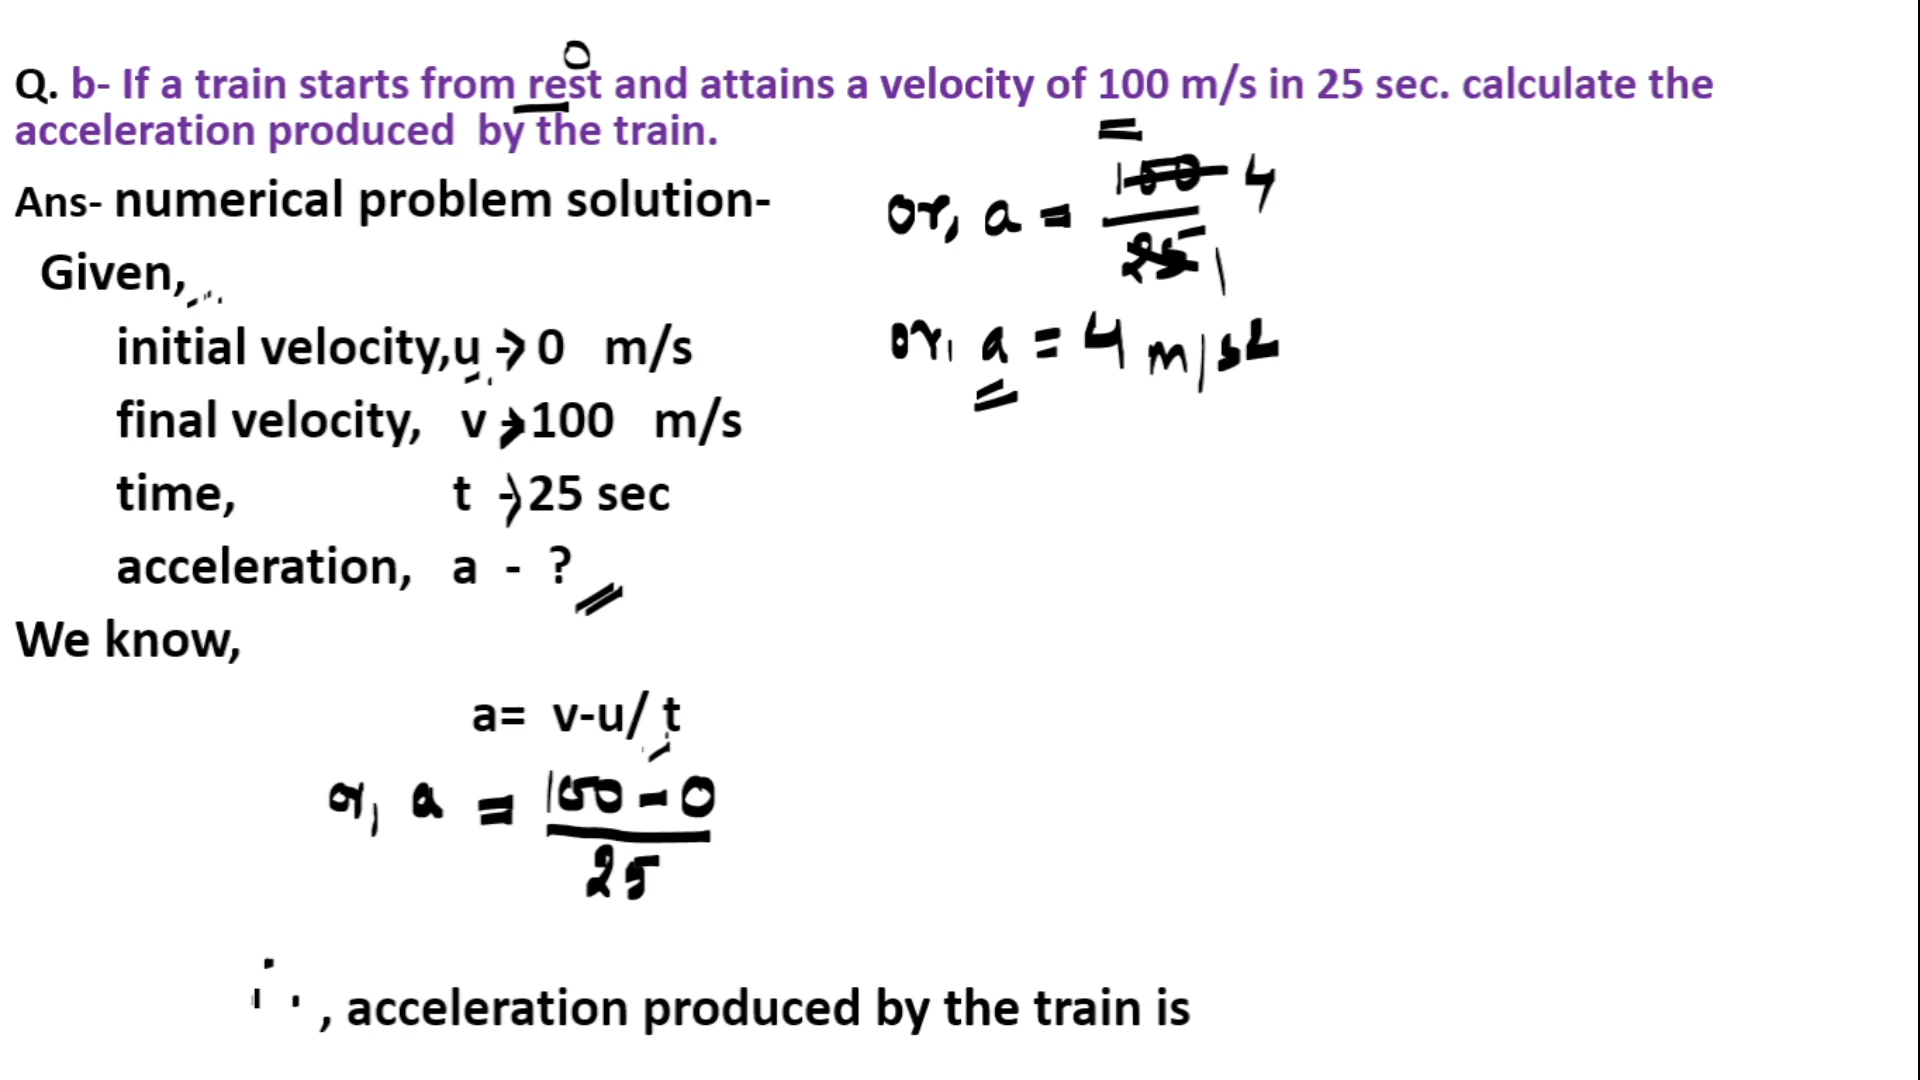 Q. b- If a train starts from rest and attains a velocity of 100 m/s in 25 sec. calculate the
0
acceleration produced by the train.
Ans- numerical problem solution-
Given,
initial velocity,u -> 0 m/s
final velocity, v -> 100 m/s
time, t -> 25 sec
acceleration, a - ?
We know,
a= v-u/ t
or, a = 100 - 0
25
or, a = 100 4
25 1
or, a = 4 m/s2
∴ , acceleration produced by the train is